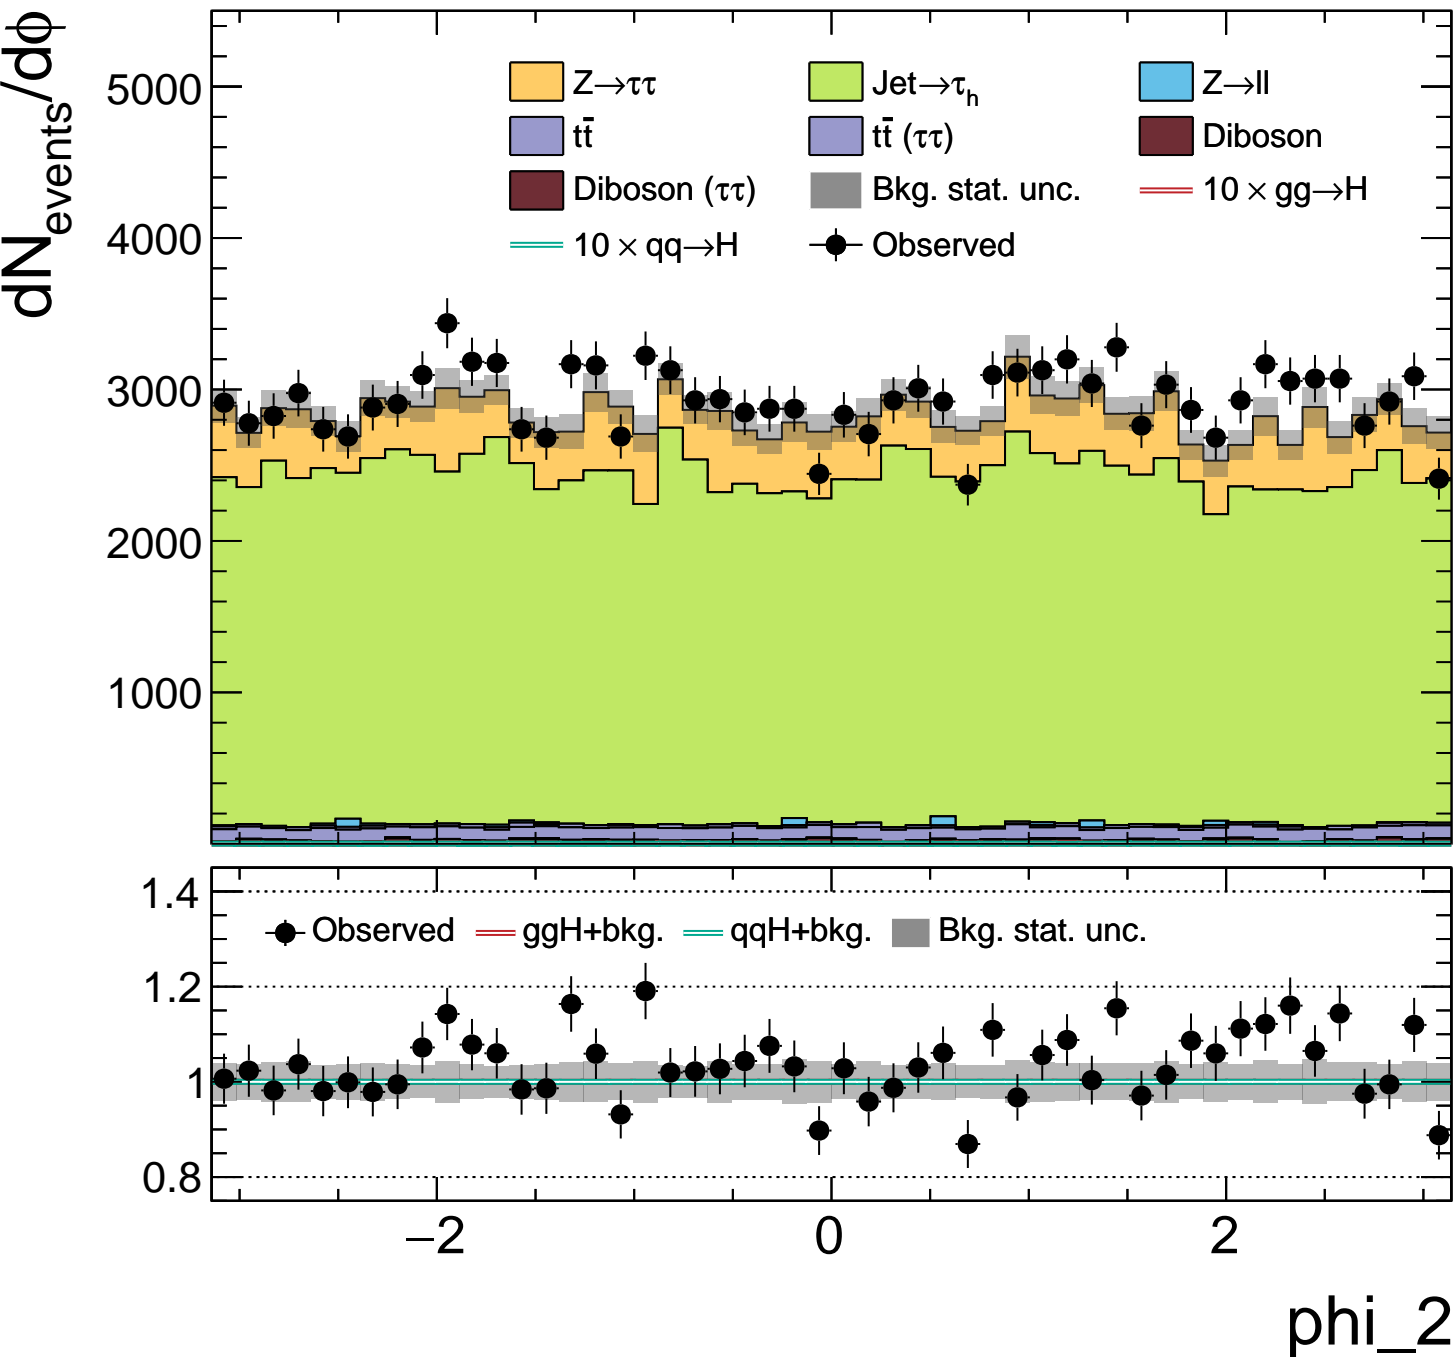 dN_events/dϕ
Z→ττ Jet→τ_h Z→ll
tt̄ tt̄ (ττ) Diboson
Diboson (ττ) Bkg. stat. unc. 10 × gg→H
10 × qq→H Observed
5000
4000
3000
2000
1000
1.4
Observed ggH+bkg. qqH+bkg. Bkg. stat. unc.
1.2
1
0.8
−2 0 2
phi_2